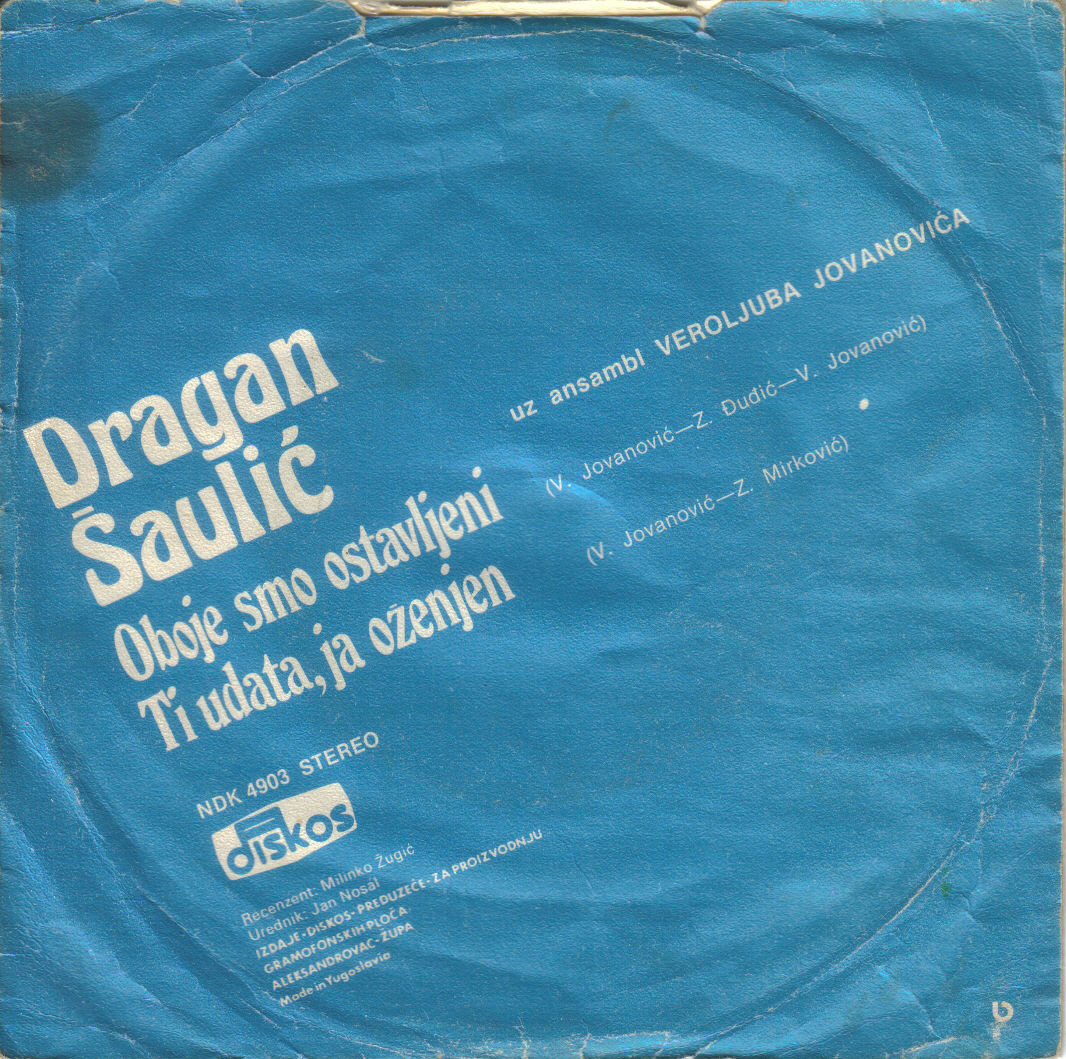 Dragan
Šaulić
uz ansambl VEROLJUBA JOVANOVIĆA
Oboje smo ostavljeni
(V. Jovanović—Z. Đuđić—V. Jovanović)
Ti udata, ja oženjen
(V. Jovanović—Z. Mirković)
NDK 4903 STEREO
diskos
Recenzent: Milinko Žugić
Urednik: Jan Nosal
IZDAJE-DISKOS-PREDUZEĆE-ZA PROIZVODNJU
GRAMOFONSKIH PLOČA
ALEKSANDROVAC-ŽUPA
Made in Yugoslavia
b